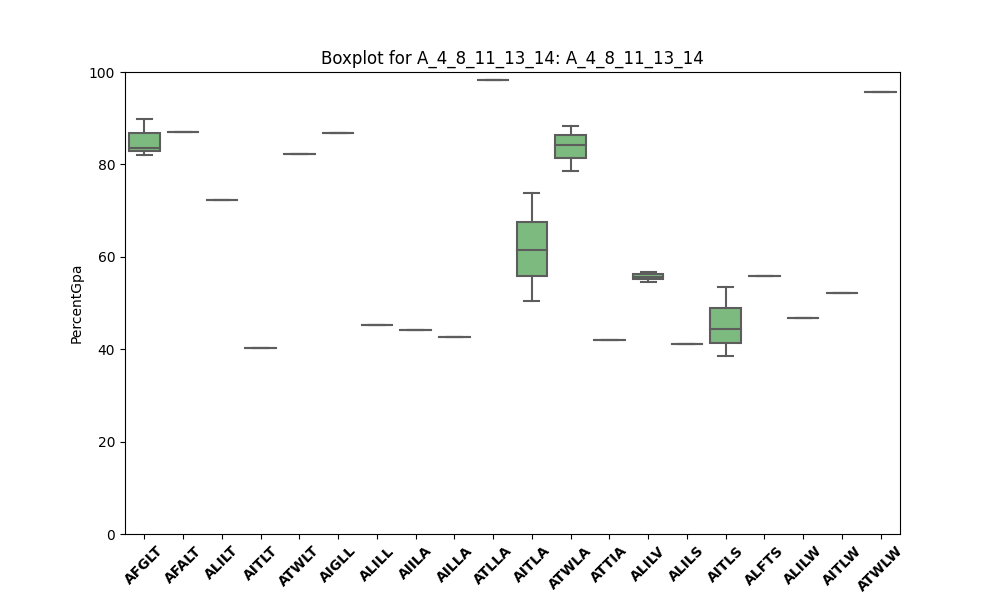 Boxplot for A_4_8_11_13_14: A_4_8_11_13_14
PercentGpa
100
80
60
40
20
0
AFGLT
AFALT
ALILT
AITLT
ATWLT
AIGLL
ALILL
AIILA
AILLA
ATLLA
AITLA
ATWLA
ATTIA
ALILV
ALILS
AITLS
ALFTS
ALILW
AITLW
ATWLW